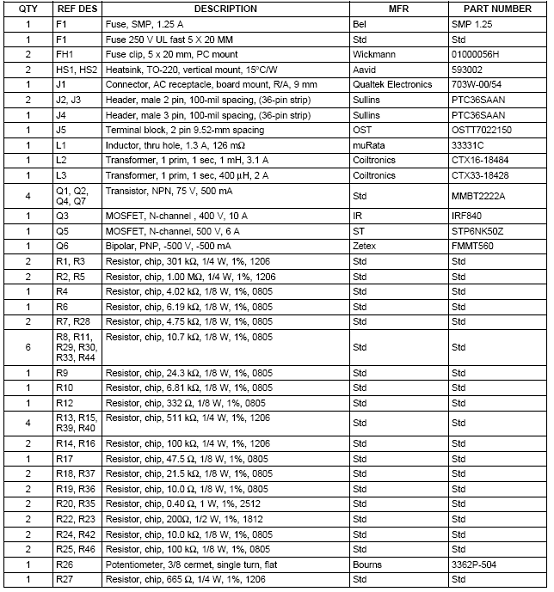 QTY REF DES DESCRIPTION MFR PART NUMBER
1 F1 Fuse, SMP, 1.25 A Bel SMP 1.25
1 F1 Fuse 250 V UL fast 5 X 20 MM Std Std
2 FH1 Fuse clip, 5 x 20 mm, PC mount Wickmann 01000056H
2 HS1, HS2 Heatsink, TO-220, vertical mount, 15°C/W Aavid 593002
1 J1 Connector, AC receptacle, board mount, R/A, 9 mm Qualtek Electronics 703W-00/54
2 J2, J3 Header, male 2 pin, 100-mil spacing, (36-pin strip) Sullins PTC36SAAN
1 J4 Header, male 3 pin, 100-mil spacing, (36-pin strip) Sullins PTC36SAAN
1 J5 Terminal block, 2 pin 9.52-mm spacing OST OSTT7022150
1 L1 Inductor, thru hole, 1.3 A, 126 mΩ muRata 33331C
1 L2 Transformer, 1 prim, 1 sec, 1 mH, 3.1 A Coiltronics CTX16-18484
1 L3 Transformer, 1 prim, 1 sec, 400 µH, 2 A Coiltronics CTX33-18428
4 Q1, Q2, Q4, Q7 Transistor, NPN, 75 V, 500 mA Std MMBT2222A
1 Q3 MOSFET, N-channel , 400 V, 10 A IR IRF840
1 Q5 MOSFET, N-channel, 500 V, 6 A ST STP6NK50Z
1 Q6 Bipolar, PNP, -500 V, -500 mA Zetex FMMT560
2 R1, R3 Resistor, chip, 301 kΩ, 1/4 W, 1%, 1206 Std Std
2 R2, R5 Resistor, chip, 1.00 MΩ, 1/4 W, 1%, 1206 Std Std
1 R4 Resistor, chip, 4.02 kΩ, 1/8 W, 1%, 0805 Std Std
1 R6 Resistor, chip, 6.19 kΩ, 1/8 W, 1%, 0805 Std Std
2 R7, R28 Resistor, chip, 4.75 kΩ, 1/8 W, 1%, 0805 Std Std
6 R8, R11, R29, R30, R33, R44 Resistor, chip, 10.7 kΩ, 1/8 W, 1%, 0805 Std Std
1 R9 Resistor, chip, 24.3 kΩ, 1/8 W, 1%, 0805 Std Std
1 R10 Resistor, chip, 6.81 kΩ, 1/8 W, 1%, 0805 Std Std
1 R12 Resistor, chip, 332 Ω, 1/8 W, 1%, 0805 Std Std
4 R13, R15, R39, R40 Resistor, chip, 511 kΩ, 1/4 W, 1%, 1206 Std Std
2 R14, R16 Resistor, chip, 100 kΩ, 1/4 W, 1%, 1206 Std Std
1 R17 Resistor, chip, 47.5 Ω, 1/8 W, 1%, 0805 Std Std
2 R18, R37 Resistor, chip, 21.5 kΩ, 1/8 W, 1%, 0805 Std Std
2 R19, R36 Resistor, chip, 10.0 Ω, 1/8 W, 1%, 0805 Std Std
2 R20, R35 Resistor, chip, 0.40 Ω, 1 W, 1%, 2512 Std Std
2 R22, R23 Resistor, chip, 200Ω, 1/2 W, 1%, 1812 Std Std
2 R24, R42 Resistor, chip, 10.0 kΩ, 1/8 W, 1%, 0805 Std Std
2 R25, R46 Resistor, chip, 100 kΩ, 1/8 W, 1%, 0805 Std Std
1 R26 Potentiometer, 3/8 cermet, single turn, flat Bourns 3362P-504
1 R27 Resistor, chip, 665 Ω, 1/4 W, 1%, 1206 Std Std